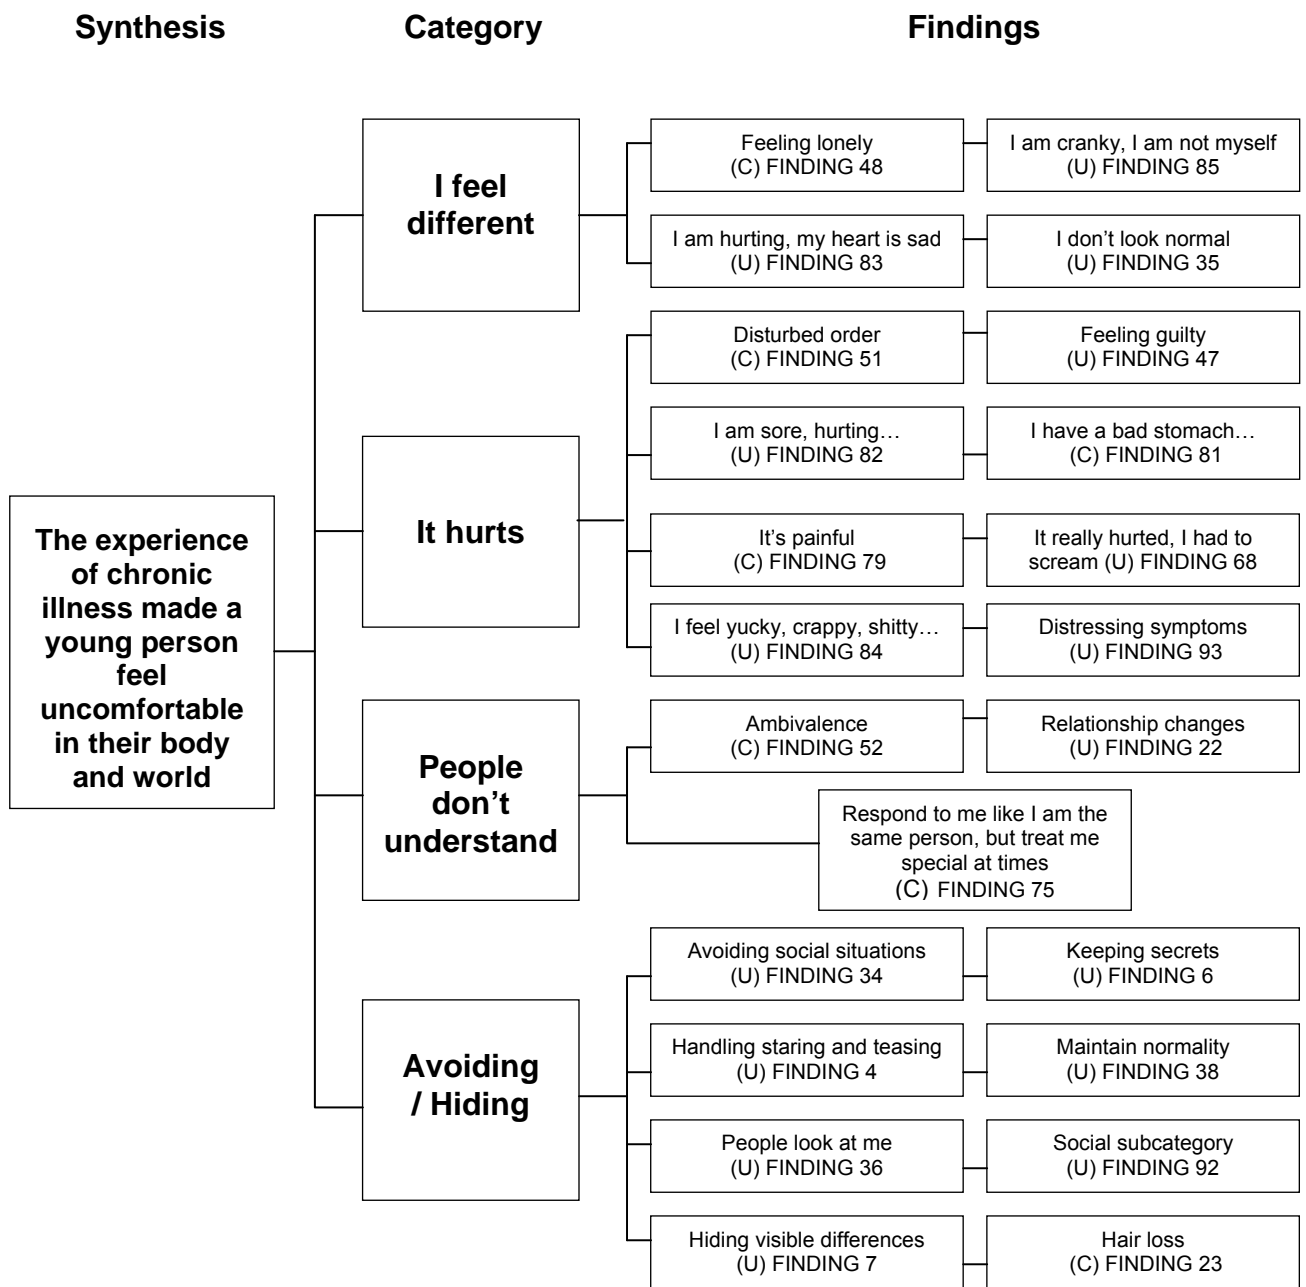 Synthesis
Category
Findings
The experience
of chronic
illness made a
young person
feel
uncomfortable
in their body
and world
I feel
different
Feeling lonely
(C) FINDING 48
I am cranky, I am not myself
(U) FINDING 85
I am hurting, my heart is sad
(U) FINDING 83
I don’t look normal
(U) FINDING 35
It hurts
Disturbed order
(C) FINDING 51
Feeling guilty
(U) FINDING 47
I am sore, hurting…
(U) FINDING 82
I have a bad stomach…
(C) FINDING 81
It’s painful
(C) FINDING 79
It really hurted, I had to
scream (U) FINDING 68
I feel yucky, crappy, shitty…
(U) FINDING 84
Distressing symptoms
(U) FINDING 93
People
don’t
understand
Ambivalence
(C) FINDING 52
Relationship changes
(U) FINDING 22
Respond to me like I am the
same person, but treat me
special at times
(C) FINDING 75
Avoiding
/ Hiding
Avoiding social situations
(U) FINDING 34
Keeping secrets
(U) FINDING 6
Handling staring and teasing
(U) FINDING 4
Maintain normality
(U) FINDING 38
People look at me
(U) FINDING 36
Social subcategory
(U) FINDING 92
Hiding visible differences
(U) FINDING 7
Hair loss
(C) FINDING 23